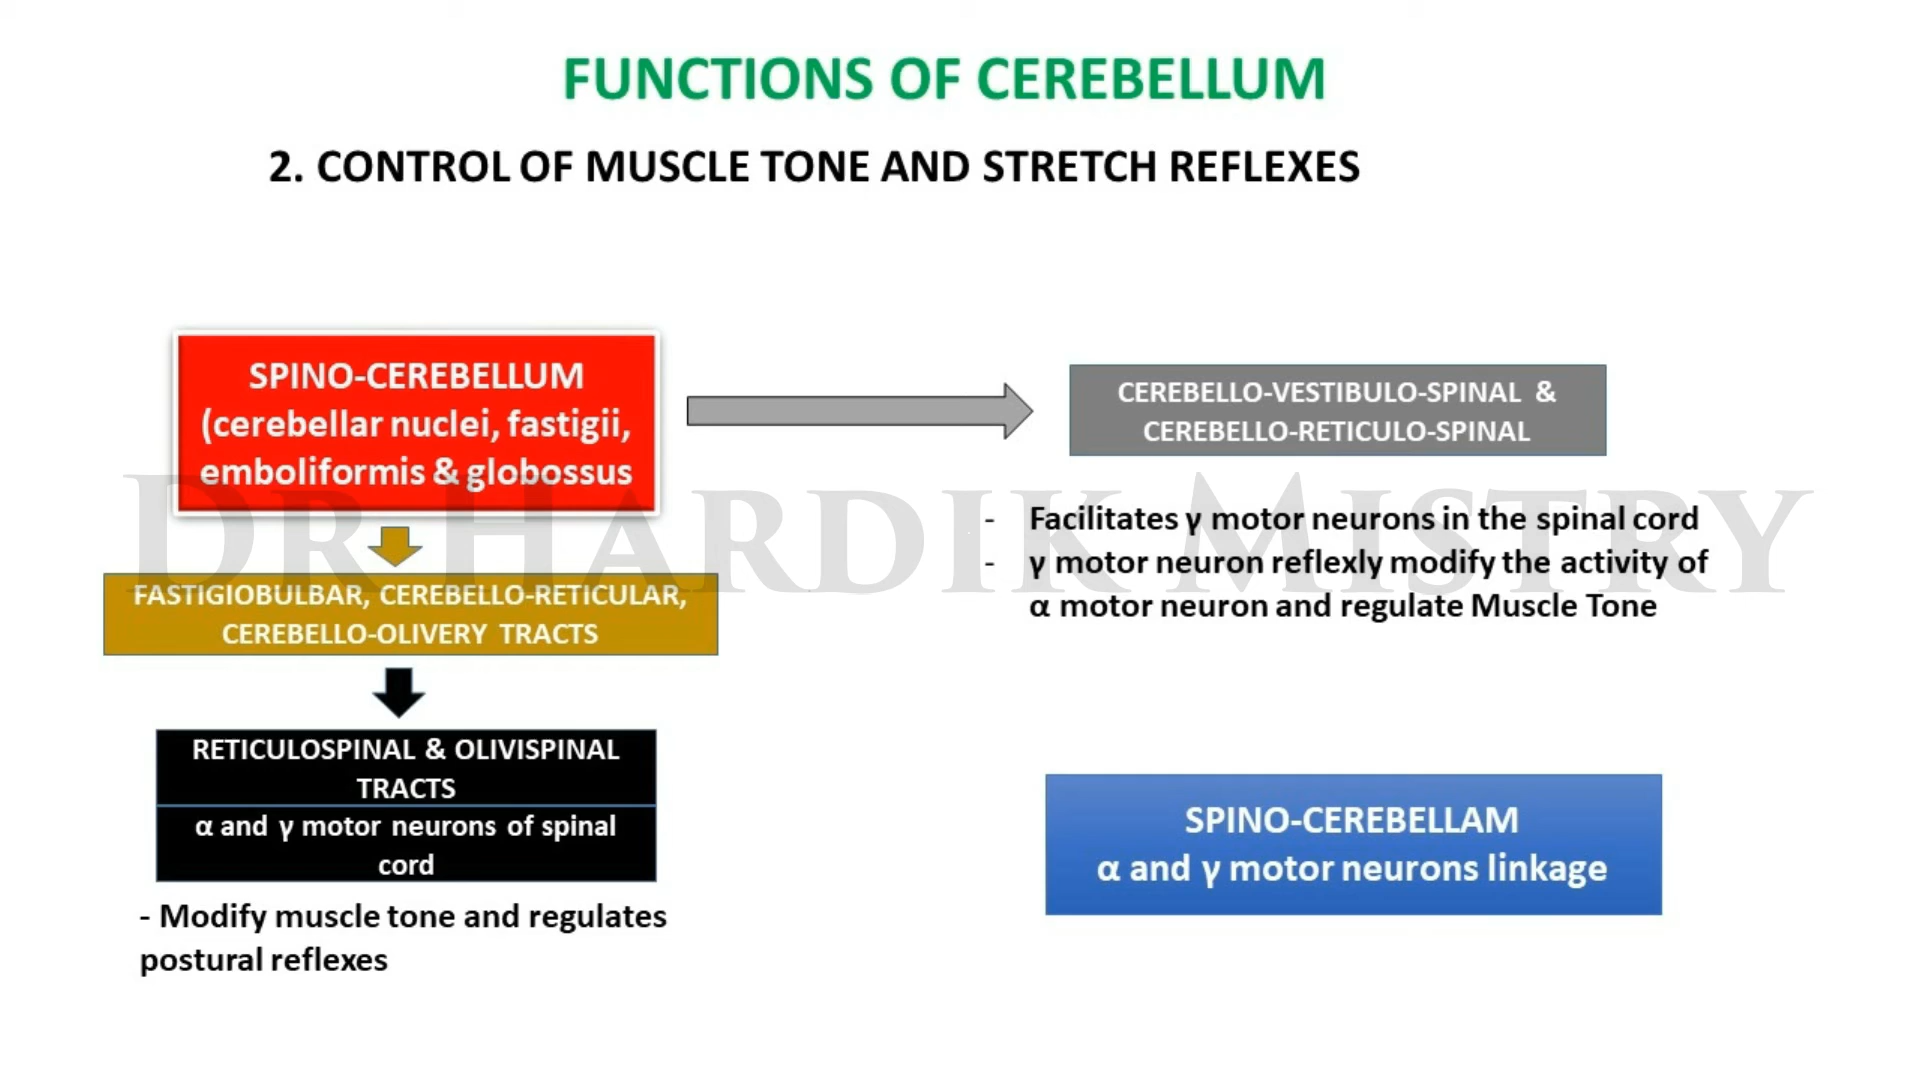 FUNCTIONS OF CEREBELLUM
2. CONTROL OF MUSCLE TONE AND STRETCH REFLEXES
SPINO-CEREBELLUM
(cerebellar nuclei, fastigii,
emboliformis & globossus
FASTIGIOBULBAR, CEREBELLO-RETICULAR,
CEREBELLO-OLIVERY TRACTS
RETICULOSPINAL & OLIVISPINAL
TRACTS
α and γ motor neurons of spinal
cord
- Modify muscle tone and regulates
postural reflexes
CEREBELLO-VESTIBULO-SPINAL &
CEREBELLO-RETICULO-SPINAL
- Facilitates γ motor neurons in the spinal cord
- γ motor neuron reflexly modify the activity of
α motor neuron and regulate Muscle Tone
SPINO-CEREBELLAM
α and γ motor neurons linkage
DR HARDIK MISTRY